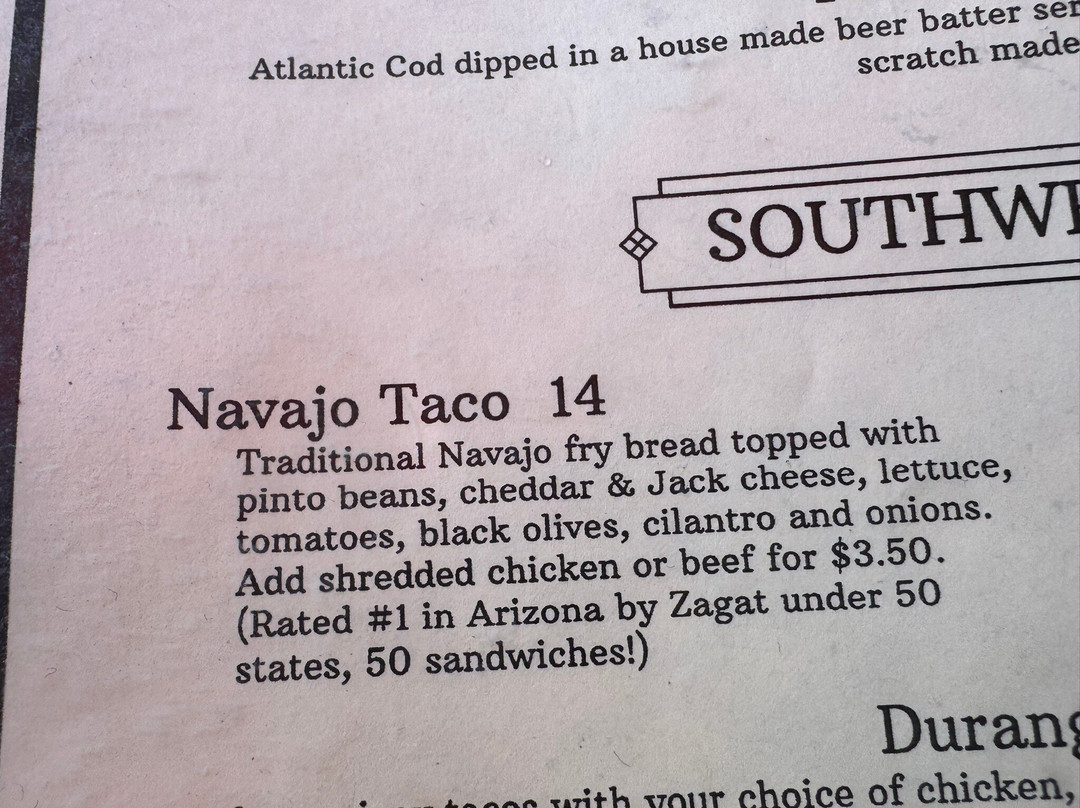 Atlantic Cod dipped in a house made beer batter
scratch made
SOUTHW
Navajo Taco 14
Traditional Navajo fry bread topped with
pinto beans, cheddar & Jack cheese, lettuce,
tomatoes, black olives, cilantro and onions.
Add shredded chicken or beef for $3.50.
(Rated #1 in Arizona by Zagat under 50
states, 50 sandwiches!)
Durang
tacos with your choice of chicken,